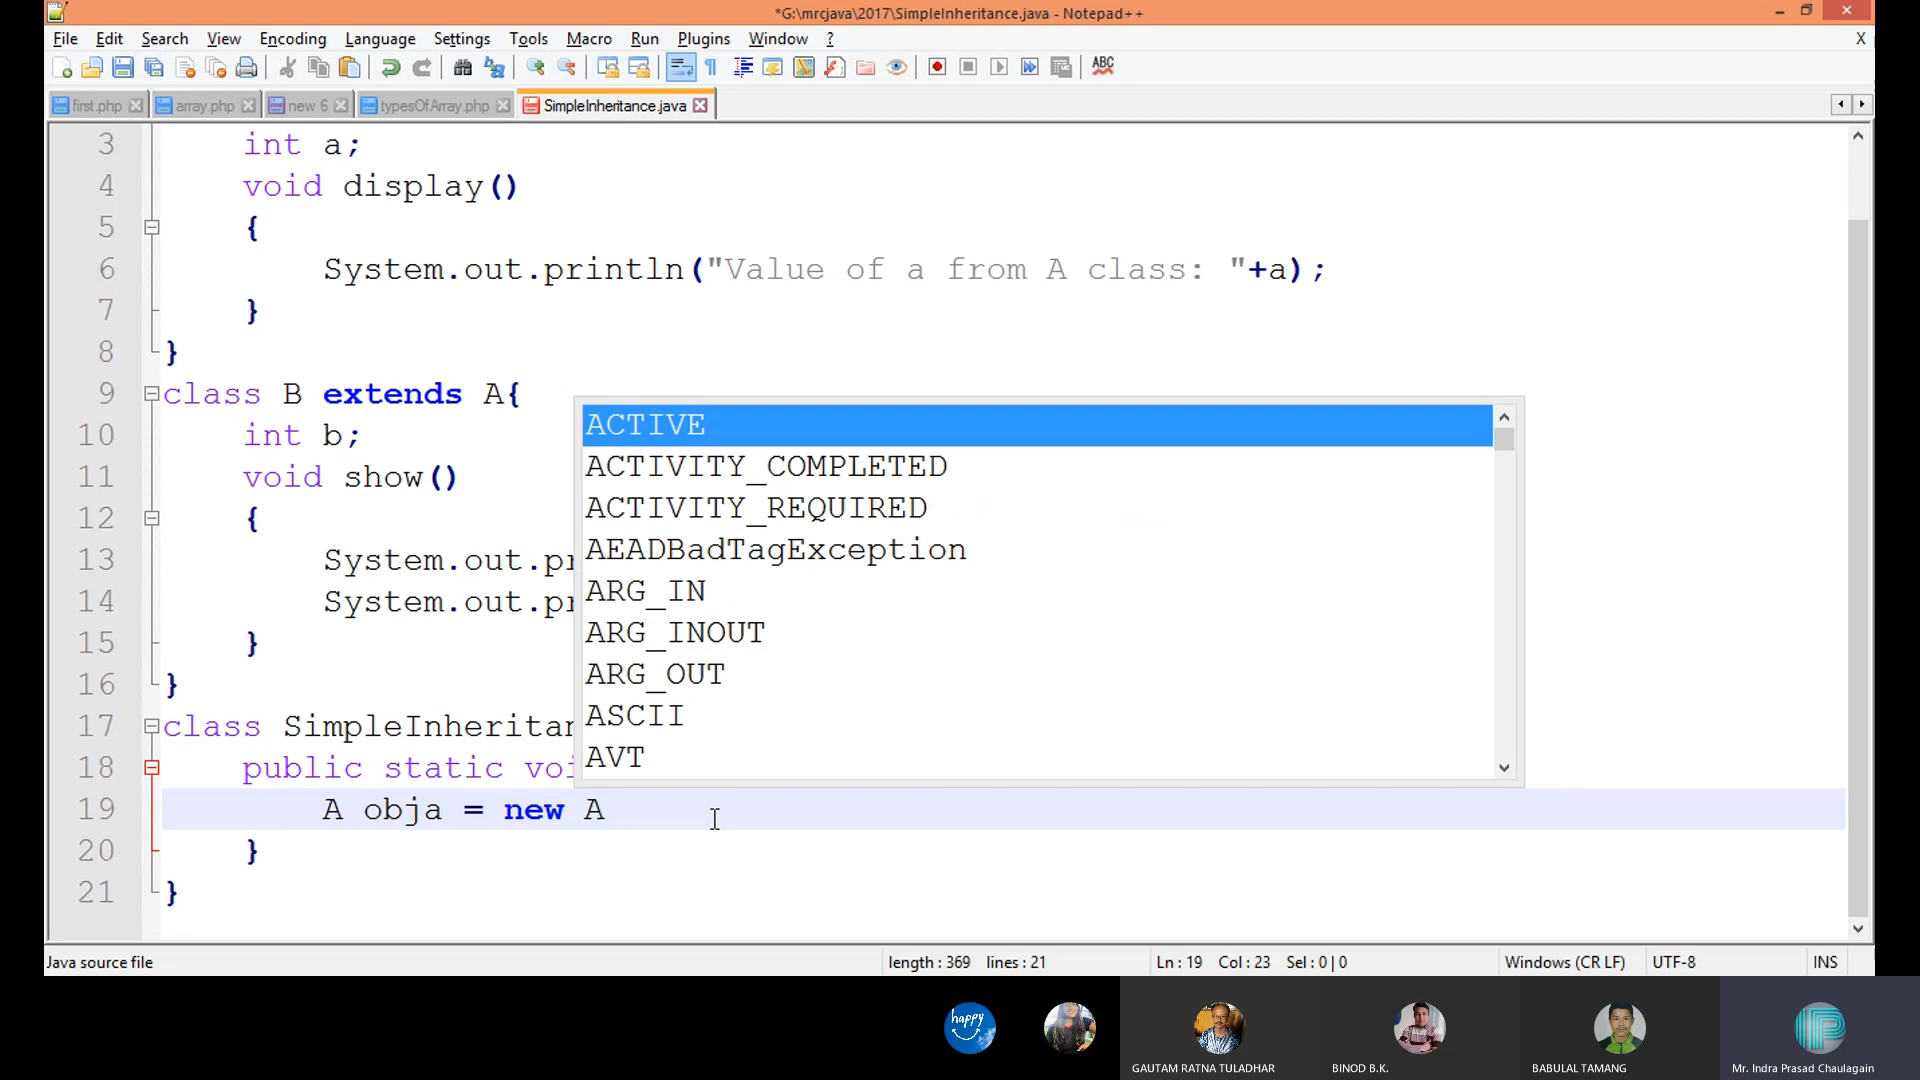 *G:\mrcjava\2017\SimpleInheritance.java - Notepad++
File Edit Search View Encoding Language Settings Tools Macro Run Plugins Window ? X
ABC
first.php array.php new 6 typesOfArray.php SimpleInheritance.java
3 int a;
4 void display()
5 {
6 System.out.println("Value of a from A class: "+a);
7 }
8 }
9 class B extends A{
10 int b;
11 void show()
12 {
13 System.out.pr
14 System.out.pr
15 }
16 }
17 class SimpleInheritan
18 public static voi
19 A obja = new A
20 }
21 }
ACTIVE
ACTIVITY_COMPLETED
ACTIVITY_REQUIRED
AEADBadTagException
ARG_IN
ARG_INOUT
ARG_OUT
ASCII
AVT
Java source file length : 369 lines : 21 Ln : 19 Col : 23 Sel : 0 | 0 Windows (CR LF) UTF-8 INS
happy
GAUTAM RATNA TULADHAR BINOD B.K. BABULAL TAMANG Mr. Indra Prasad Chaulagain